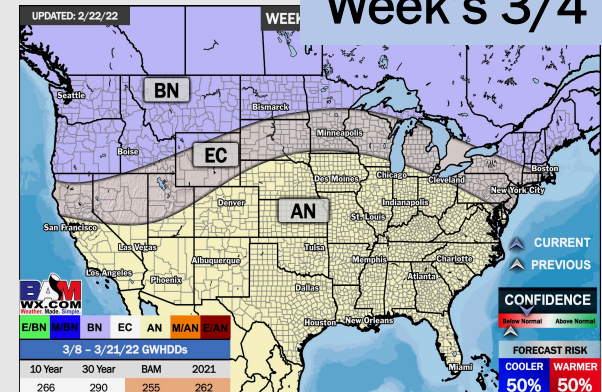 Week's 3/4
UPDATED: 2/22/22
WEEK
Seattle
BN
Bismarck
Minneapolis
Boise
EC
Boston
Chicago
Cleveland
Des Moines
New York City
Denver
AN
Indianapolis
St. Louis
San Francisco
Las Vegas
Tulsa
Memphis
Charlotte
CURRENT
Albuquerque
Los Angeles
Phoenix
Atlanta
PREVIOUS
Dallas
BAM
WX.COM
Weather. Made. Simple.
Houston
New Orleans
CONFIDENCE
Below Normal Above Normal
E/BN M/BN BN EC AN M/AN E/AN
3/8 – 3/21/22 GWHDDs
10 Year 30 Year BAM 2021
266 290 255 262
Miami
FORECAST RISK
COOLER WARMER
50% 50%